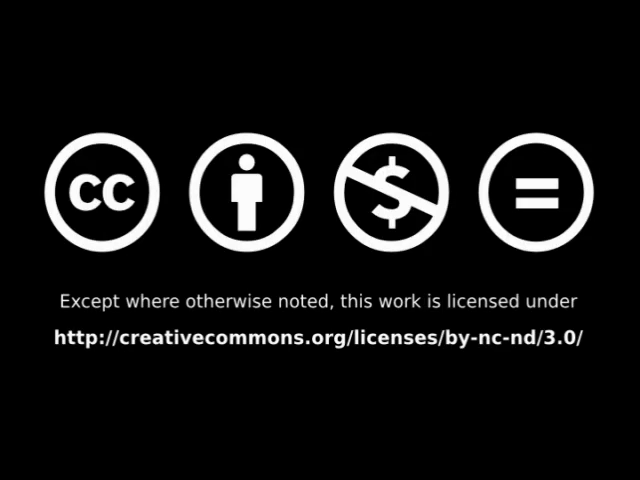 cc $ =
Except where otherwise noted, this work is licensed under
http://creativecommons.org/licenses/by-nc-nd/3.0/